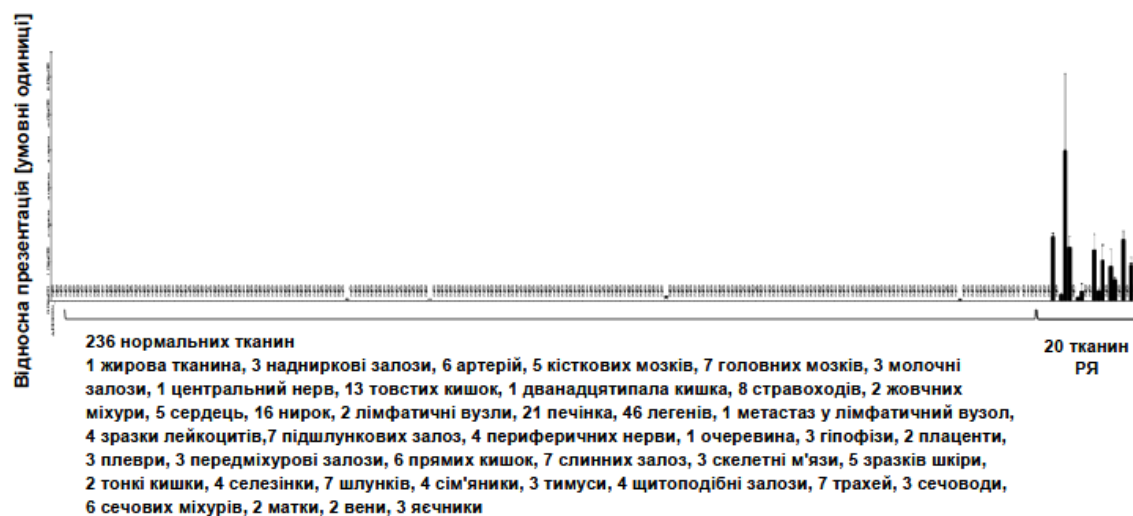 Відносна презентація [умовні одиниці]
236 нормальних тканин
1 жирова тканина, 3 надниркові залози, 6 артерій, 5 кісткових мозків, 7 головних мозків, 3 молочні
залози, 1 центральний нерв, 13 товстих кишок, 1 дванадцятипала кишка, 8 стравоходів, 2 жовчних
міхури, 5 сердець, 16 нирок, 2 лімфатичні вузли, 21 печінка, 46 легенів, 1 метастаз у лімфатичний вузол,
4 зразки лейкоцитів,7 підшлункових залоз, 4 периферичних нерви, 1 очеревина, 3 гіпофізи, 2 плаценти,
3 плеври, 3 передміхурові залози, 6 прямих кишок, 7 слинних залоз, 3 скелетні м'язи, 5 зразків шкіри,
2 тонкі кишки, 4 селезінки, 7 шлунків, 4 сім'яники, 3 тимуси, 4 щитоподібні залози, 7 трахей, 3 сечоводи,
6 сечових міхурів, 2 матки, 2 вени, 3 яєчники
20 тканин
РЯ